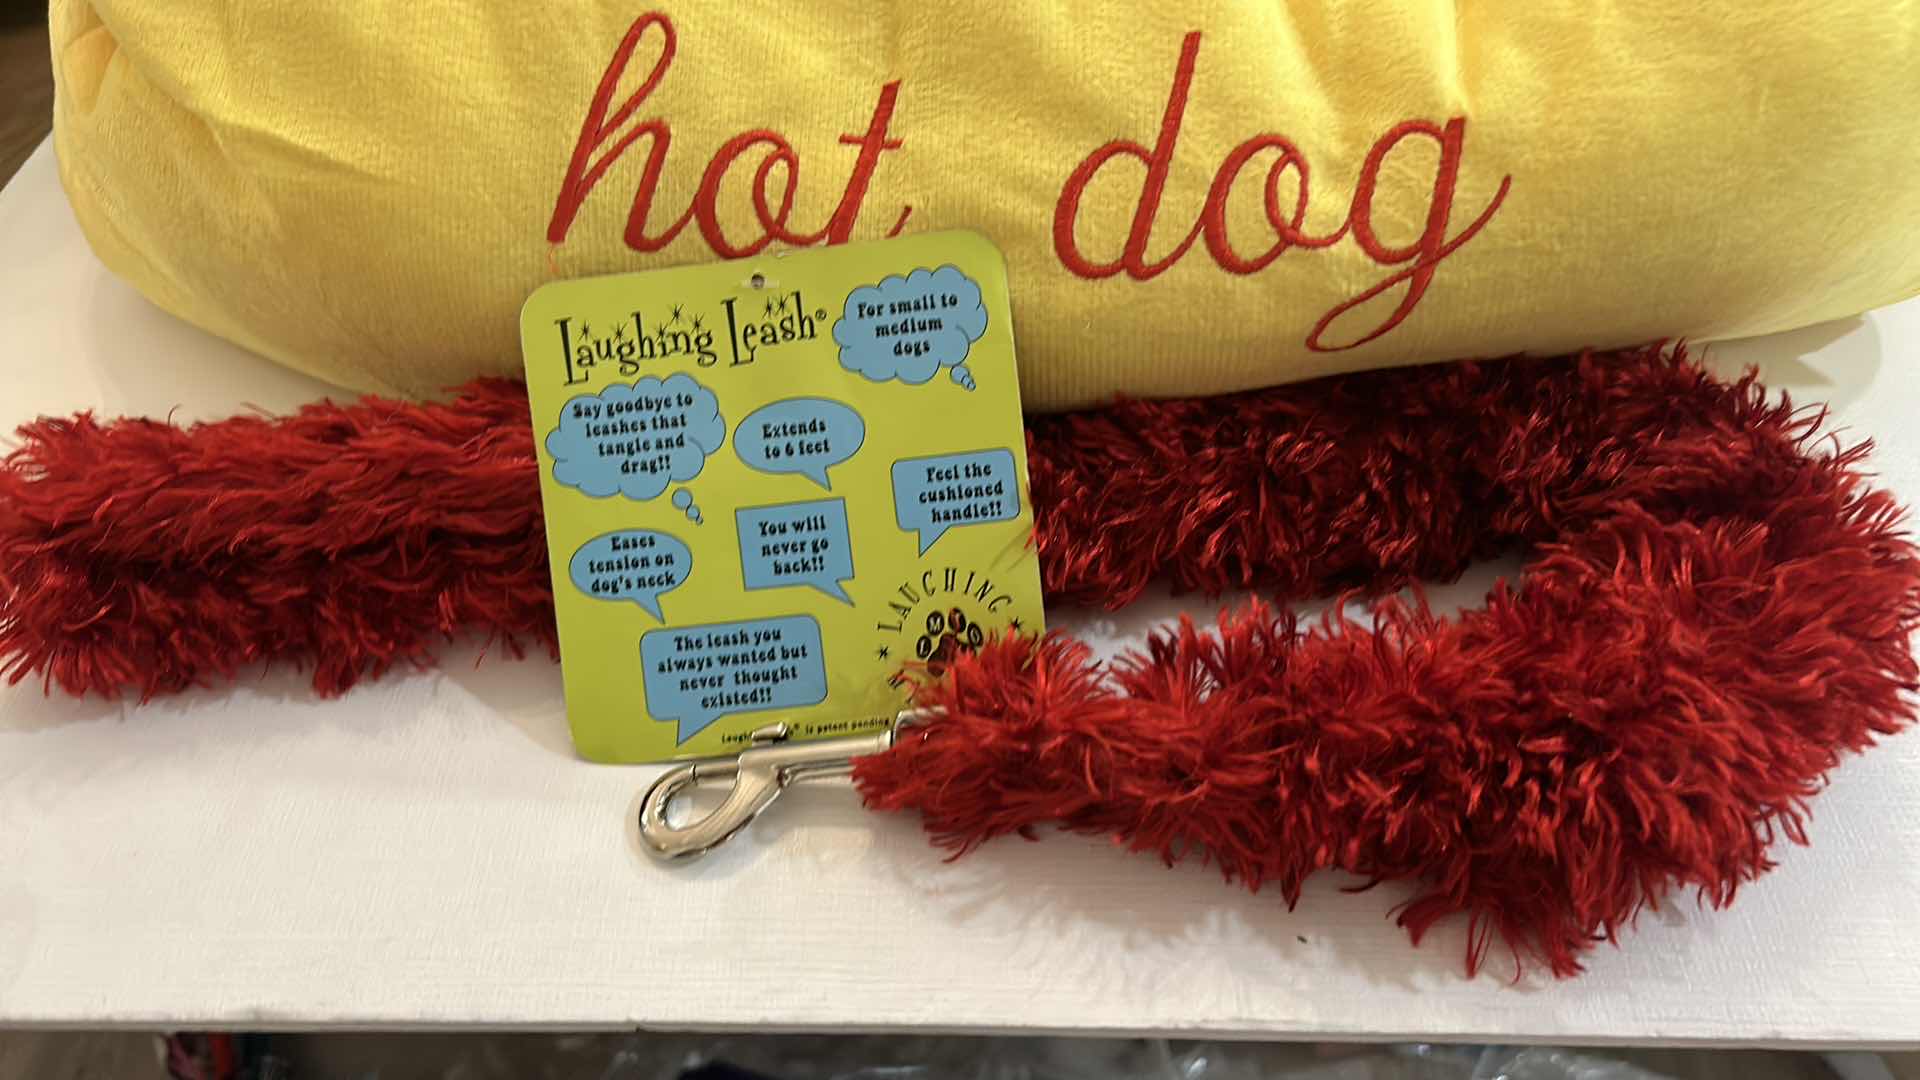 hot dog
Laughing Leash®
For small to
medium
dogs
Say goodbye to
leashes that
tangle and
drag!!
Extends
to 6 feet
Feel the
cushioned
handle!!
Eases
tension on
dog's neck
You will
never go
back!!
LAUCHING
The leash you
always wanted but
never thought
existed!!
is patent pending